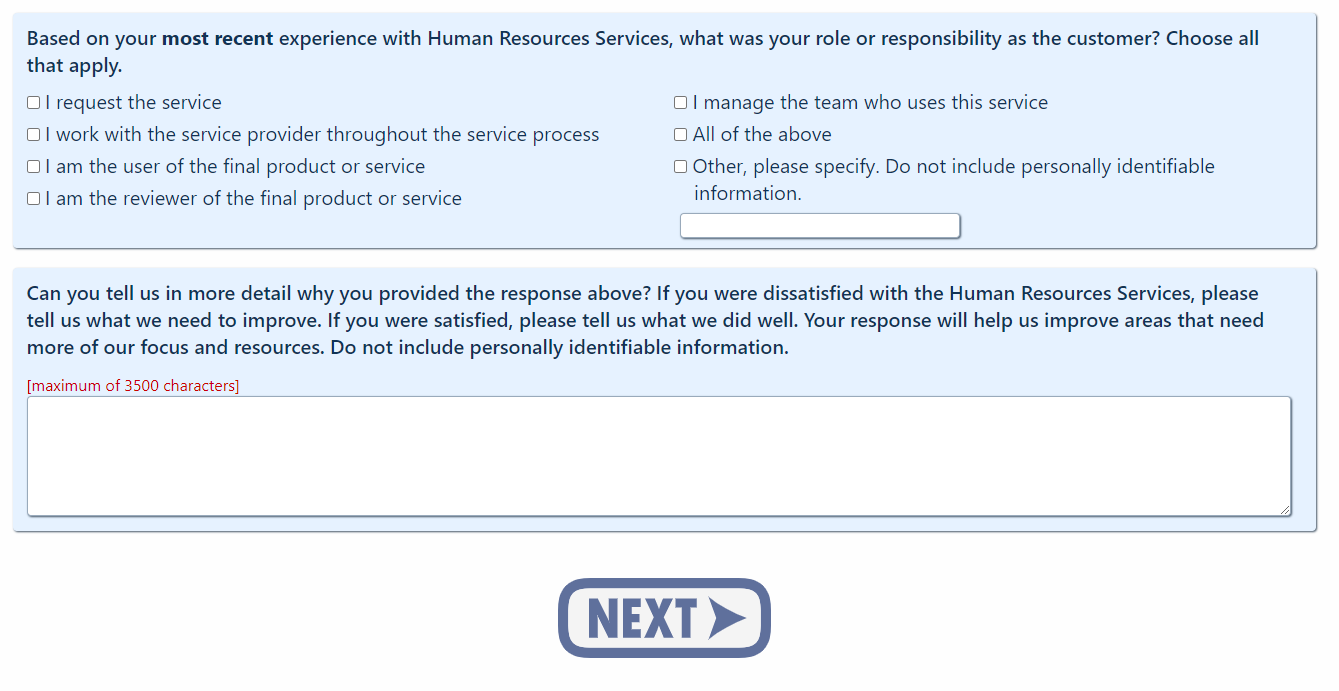 Based on your most recent experience with Human Resources Services, what was your role or responsibility as the customer? Choose all
that apply.
I request the service
I work with the service provider throughout the service process
I am the user of the final product or service
I am the reviewer of the final product or service
I manage the team who uses this service
All of the above
Other, please specify. Do not include personally identifiable
information.
Can you tell us in more detail why you provided the response above? If you were dissatisfied with the Human Resources Services, please
tell us what we need to improve. If you were satisfied, please tell us what we did well. Your response will help us improve areas that need
more of our focus and resources. Do not include personally identifiable information.
[maximum of 3500 characters]
NEXT